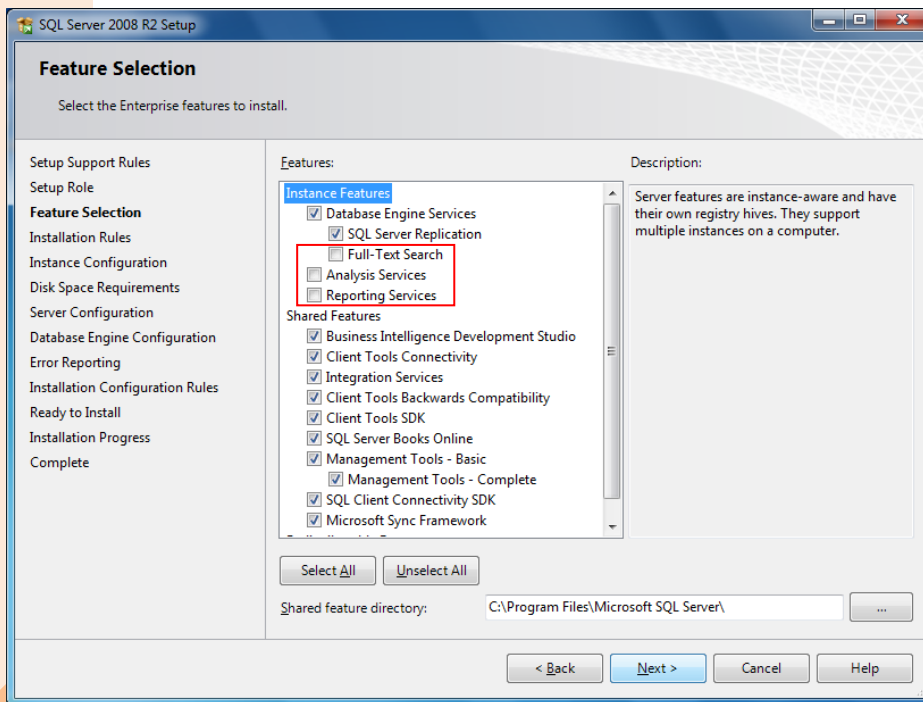 SQL Server 2008 R2 Setup
Feature Selection
Select the Enterprise features to install.
Setup Support Rules
Setup Role
Feature Selection
Installation Rules
Instance Configuration
Disk Space Requirements
Server Configuration
Database Engine Configuration
Error Reporting
Installation Configuration Rules
Ready to Install
Installation Progress
Complete
Features:
Instance Features
Database Engine Services
SQL Server Replication
Full-Text Search
Analysis Services
Reporting Services
Shared Features
Business Intelligence Development Studio
Client Tools Connectivity
Integration Services
Client Tools Backwards Compatibility
Client Tools SDK
SQL Server Books Online
Management Tools - Basic
Management Tools - Complete
SQL Client Connectivity SDK
Microsoft Sync Framework
Description:
Server features are instance-aware and have
their own registry hives. They support
multiple instances on a computer.
Select All
Unselect All
Shared feature directory:
C:\Program Files\Microsoft SQL Server\
...
< Back
Next >
Cancel
Help